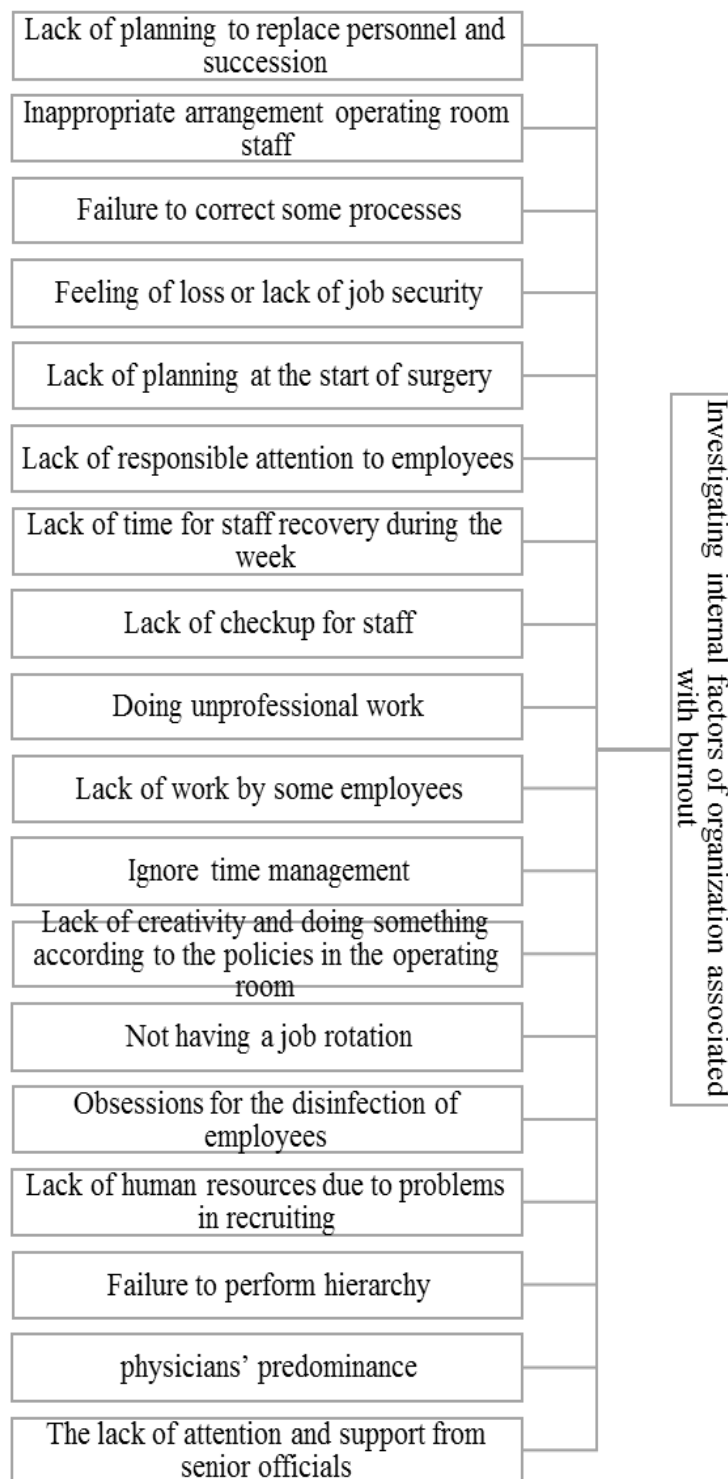 Lack of planning to replace personnel and
succession
Inappropriate arrangement operating room
staff
Failure to correct some processes
Feeling of loss or lack of job security
Lack of planning at the start of surgery
Lack of responsible attention to employees
Lack of time for staff recovery during the
week
Lack of checkup for staff
Doing unprofessional work
Lack of work by some employees
Ignore time management
Lack of creativity and doing something
according to the policies in the operating
room
Not having a job rotation
Obsessions for the disinfection of
employees
Lack of human resources due to problems
in recruiting
Failure to perform hierarchy
physicians’ predominance
The lack of attention and support from
senior officials
Investigating internal factors of organization associated
with burnout